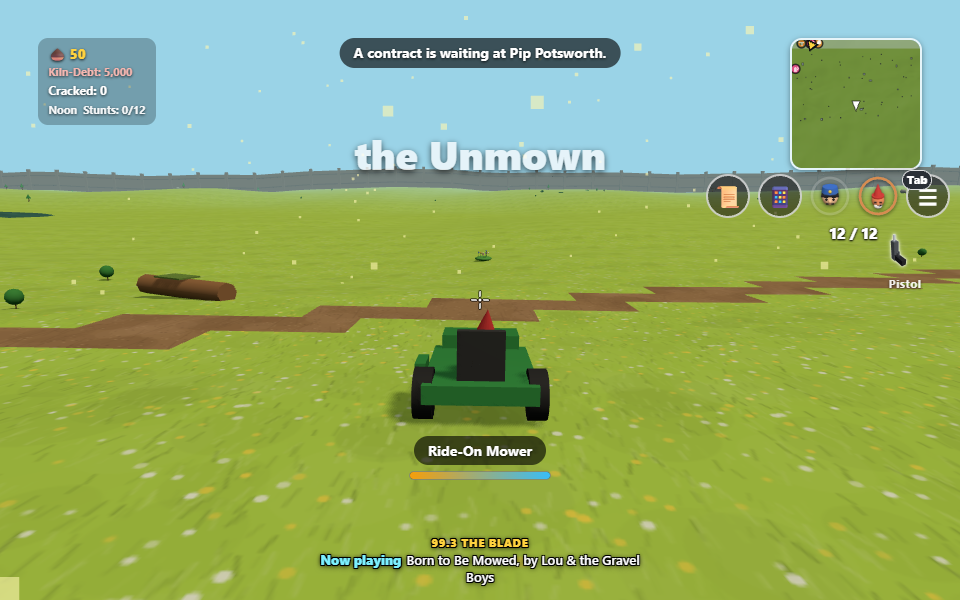 50
Kiln-Debt: 5,000
Cracked: 0
Noon Stunts: 0/12
A contract is waiting at Pip Potsworth.
the Unmown
Tab
12 / 12
Pistol
Ride-On Mower
99.3 THE BLADE
Now playing Born to Be Mowed, by Lou & the Gravel
Boys